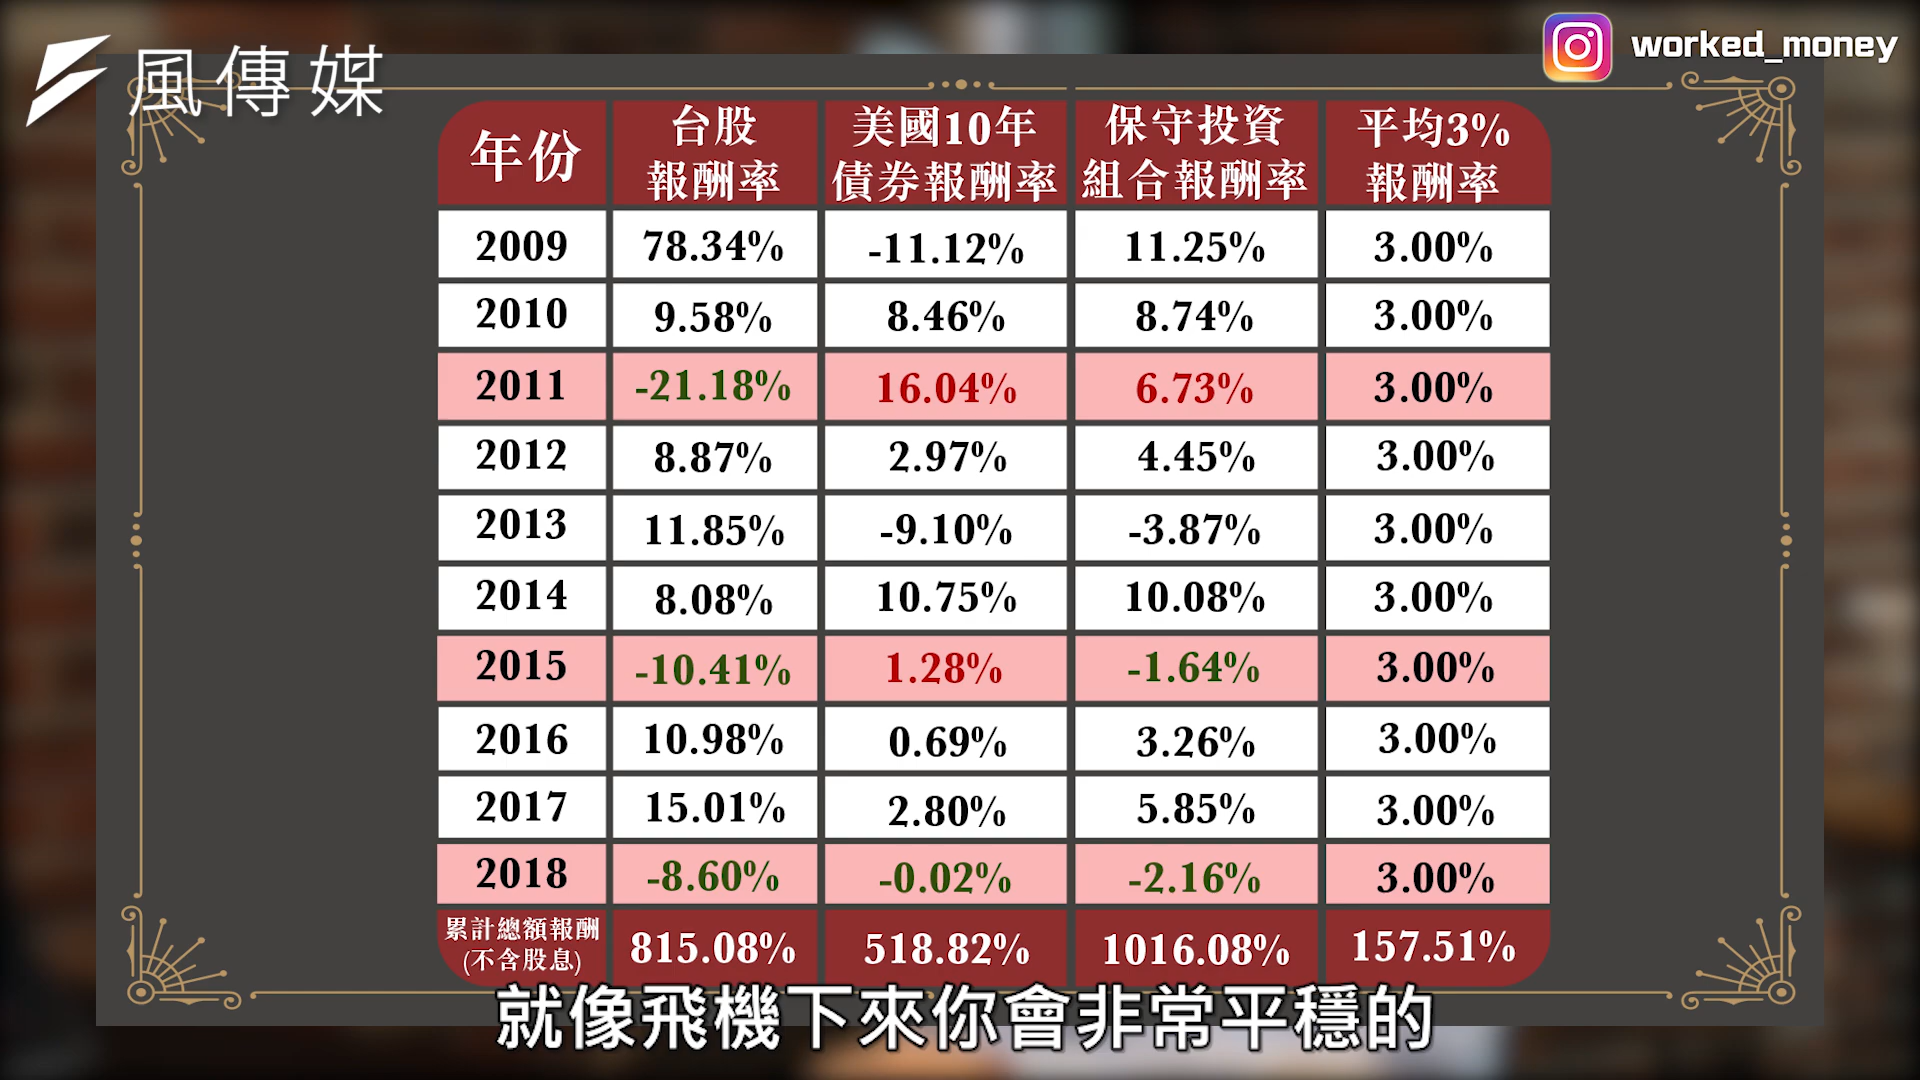 風傳媒
worked_money
年份 台股報酬率 美國10年債券報酬率 保守投資組合報酬率 平均3%報酬率
2009 78.34% -11.12% 11.25% 3.00%
2010 9.58% 8.46% 8.74% 3.00%
2011 -21.18% 16.04% 6.73% 3.00%
2012 8.87% 2.97% 4.45% 3.00%
2013 11.85% -9.10% -3.87% 3.00%
2014 8.08% 10.75% 10.08% 3.00%
2015 -10.41% 1.28% -1.64% 3.00%
2016 10.98% 0.69% 3.26% 3.00%
2017 15.01% 2.80% 5.85% 3.00%
2018 -8.60% -0.02% -2.16% 3.00%
累計總額報酬(不含股息) 815.08% 518.82% 1016.08% 157.51%
就像飛機下來你會非常平穩的